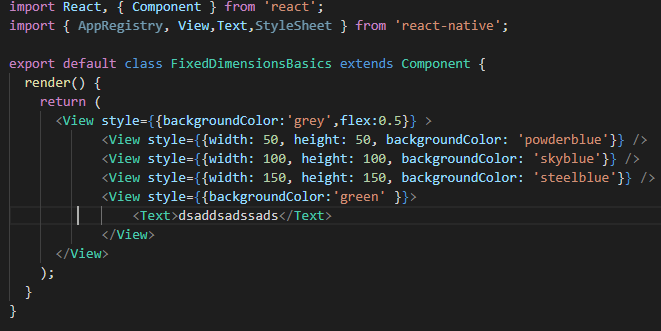 import React, { Component } from 'react';
import { AppRegistry, View,Text,StyleSheet } from 'react-native';

export default class FixedDimensionsBasics extends Component {
  render() {
    return (
      <View style={{backgroundColor:'grey',flex:0.5}} >
            <View style={{width: 50, height: 50, backgroundColor: 'powderblue'}} />
            <View style={{width: 100, height: 100, backgroundColor: 'skyblue'}} />
            <View style={{width: 150, height: 150, backgroundColor: 'steelblue'}} />
            <View style={{backgroundColor:'green' }}>
                <Text>dsaddsadssads</Text>
            </View>
      </View>
    );
  }
}